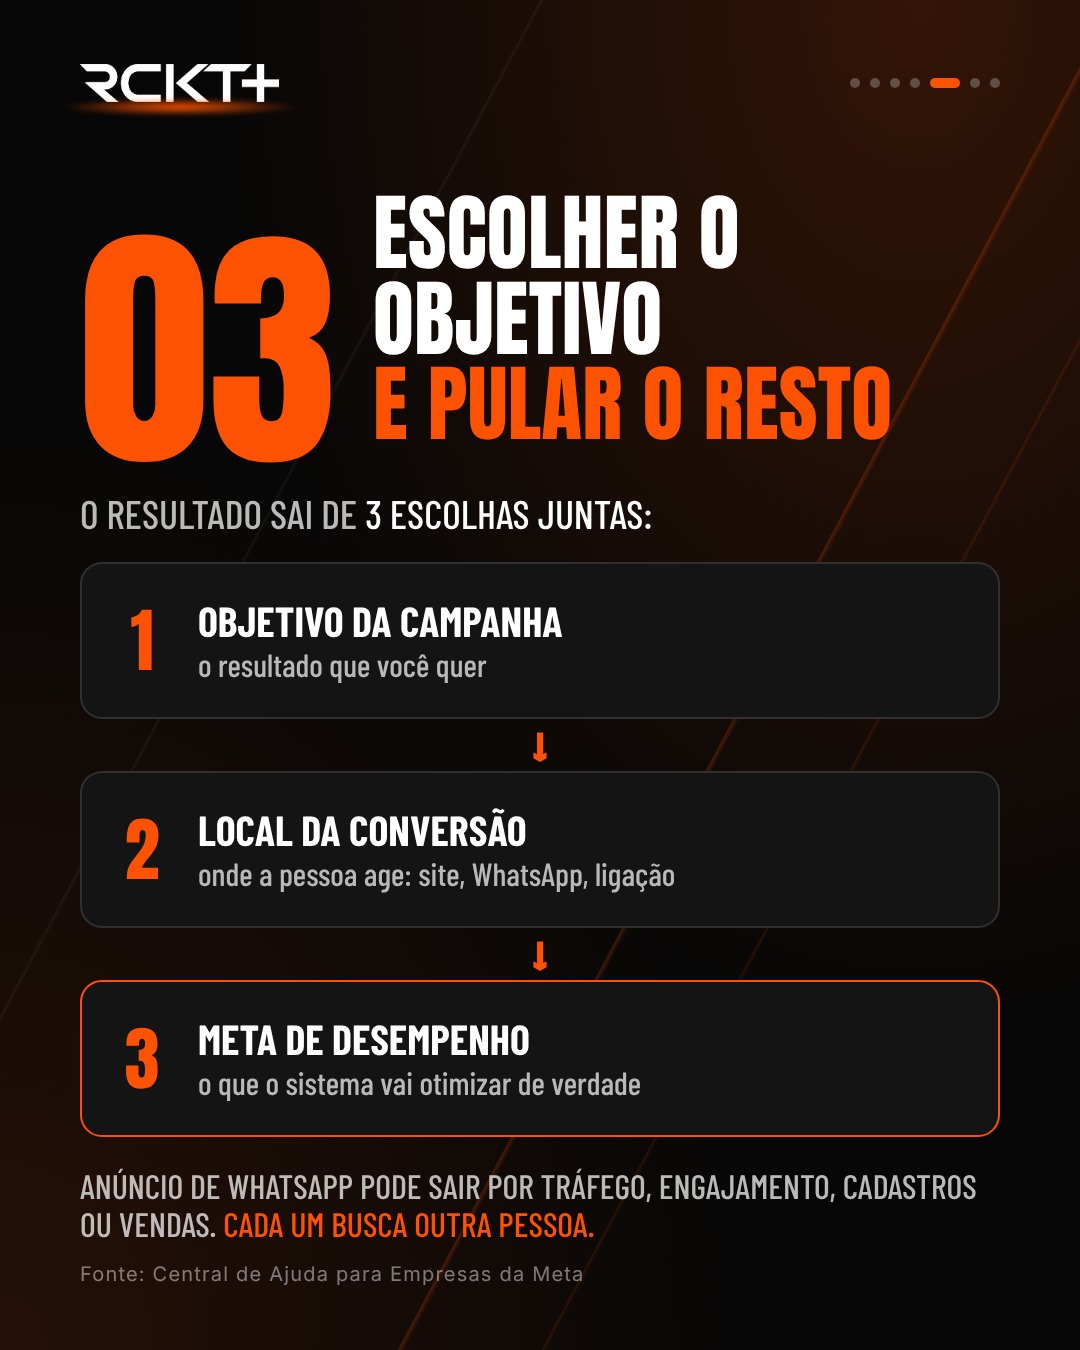 RCKT+
03
ESCOLHER O
OBJETIVO
E PULAR O RESTO
O RESULTADO SAI DE 3 ESCOLHAS JUNTAS:
1
OBJETIVO DA CAMPANHA
o resultado que você quer
2
LOCAL DA CONVERSÃO
onde a pessoa age: site, WhatsApp, ligação
3
META DE DESEMPENHO
o que o sistema vai otimizar de verdade
ANÚNCIO DE WHATSAPP PODE SAIR POR TRÁFEGO, ENGAJAMENTO, CADASTROS
OU VENDAS. CADA UM BUSCA OUTRA PESSOA.
Fonte: Central de Ajuda para Empresas da Meta